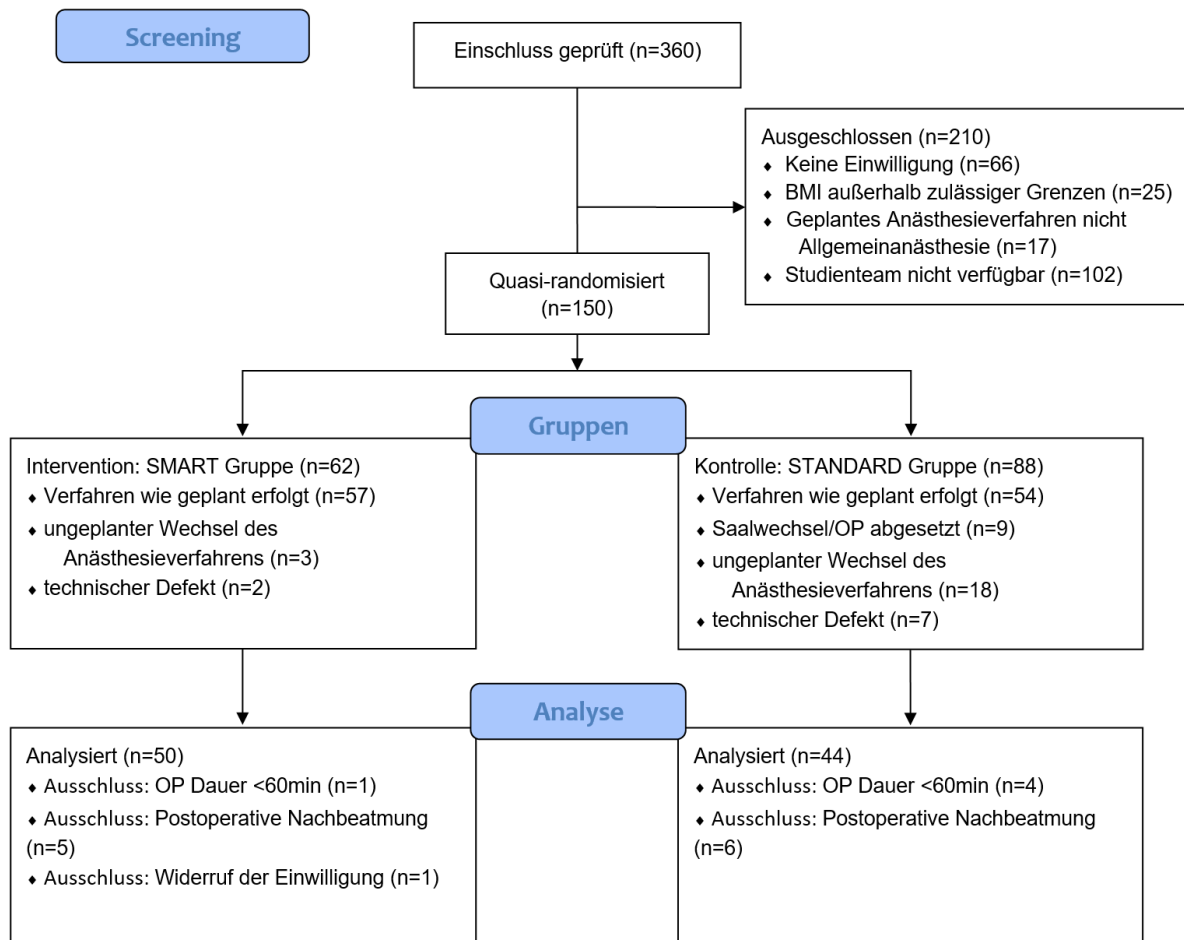 Screening
Einschluss geprüft (n=360)
Ausgeschlossen (n=210)
♦ Keine Einwilligung (n=66)
♦ BMI außerhalb zulässiger Grenzen (n=25)
♦ Geplantes Anästhesieverfahren nicht
Allgemeinanästhesie (n=17)
♦ Studienteam nicht verfügbar (n=102)
Quasi-randomisiert
(n=150)
Gruppen
Intervention: SMART Gruppe (n=62)
♦ Verfahren wie geplant erfolgt (n=57)
♦ ungeplanter Wechsel des
Anästhesieverfahrens (n=3)
♦ technischer Defekt (n=2)
Kontrolle: STANDARD Gruppe (n=88)
♦ Verfahren wie geplant erfolgt (n=54)
♦ Saalwechsel/OP abgesetzt (n=9)
♦ ungeplanter Wechsel des
Anästhesieverfahrens (n=18)
♦ technischer Defekt (n=7)
Analyse
Analysiert (n=50)
♦ Ausschluss: OP Dauer <60min (n=1)
♦ Ausschluss: Postoperative Nachbeatmung
(n=5)
♦ Ausschluss: Widerruf der Einwilligung (n=1)
Analysiert (n=44)
♦ Ausschluss: OP Dauer <60min (n=4)
♦ Ausschluss: Postoperative Nachbeatmung
(n=6)